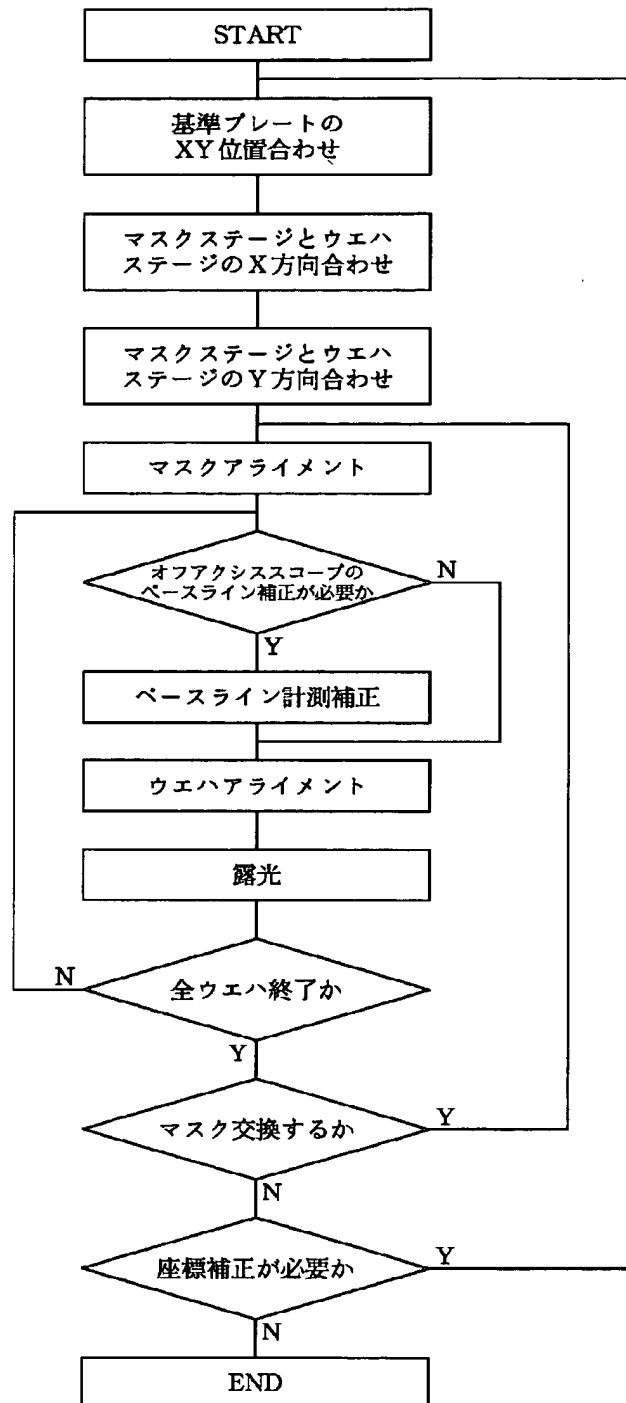 START
基準プレートの
XY位置合わせ
マスクステージとウエハ
ステージのX方向合わせ
マスクステージとウエハ
ステージのY方向合わせ
マスクアライメント
オフアクシススコープの
ベースライン補正が必要か
N
Y
ベースライン計測補正
ウエハアライメント
露光
N
全ウエハ終了か
Y
マスク交換するか
Y
N
座標補正が必要か
Y
N
END